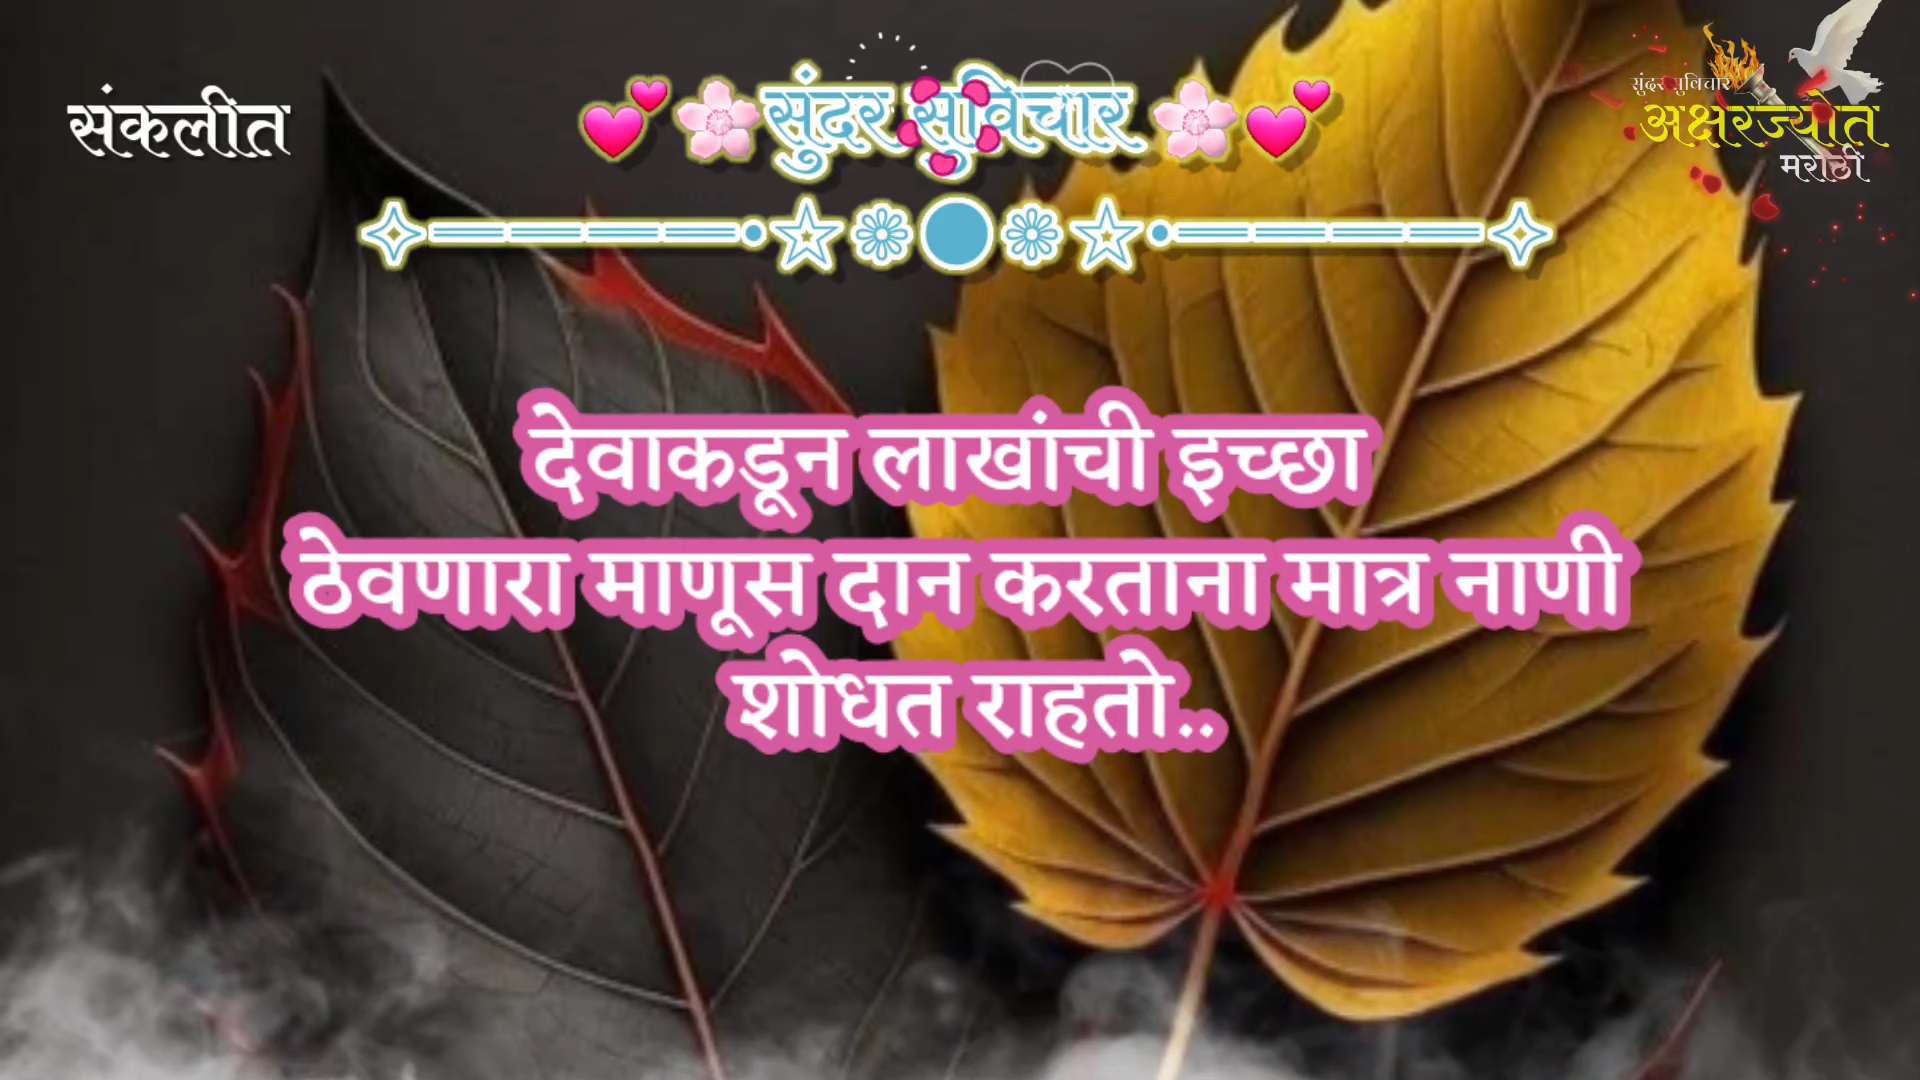 संकलीत
💕🌸सुंदर सुविचार🌸💕
सुंदर सुविचार
अक्षरज्योत
मराठी
देवाकडून लाखांची इच्छा
ठेवणारा माणूस दान करताना मात्र नाणी
शोधत राहतो..